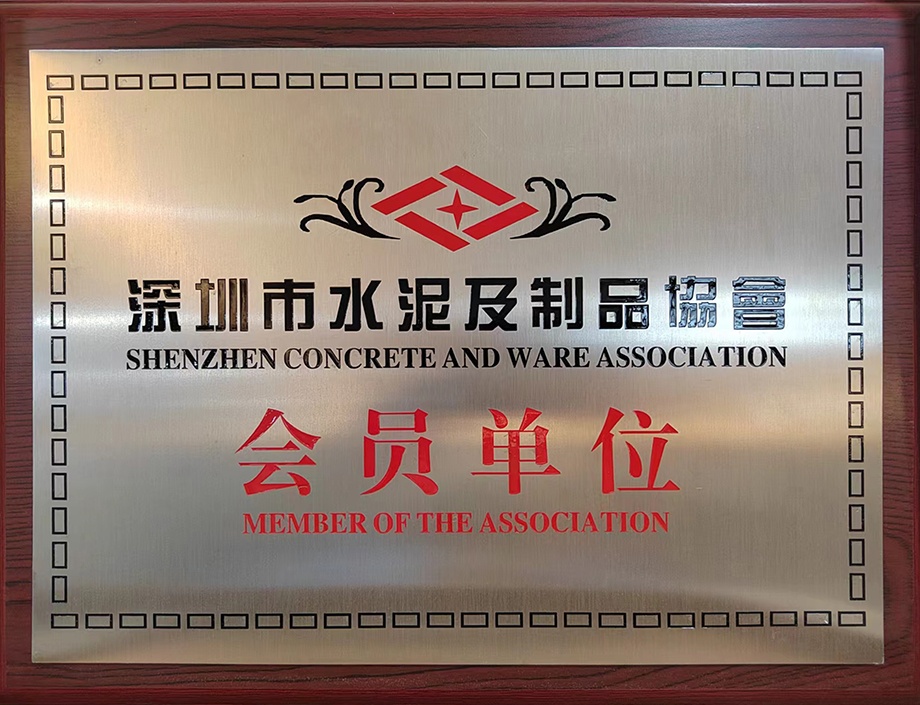 深圳市水泥及制品協會
SHENZHEN CONCRETE AND WARE ASSOCIATION
会员单位
MEMBER OF THE ASSOCIATION